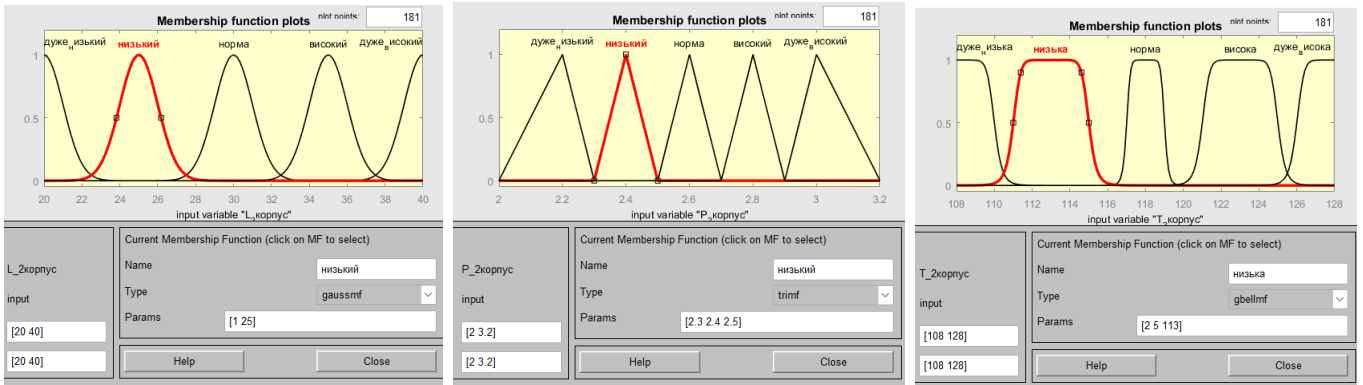 Membership function plots plot points: 181
дуже_низький низький норма високий дуже_високий
1
0.5
0
20 22 24 26 28 30 32 34 36 38 40
input variable "L_2корпус"
L_2корпус
input
[20 40]
[20 40]
Current Membership Function (click on MF to select)
Name низький
Type gaussmf
Params [1 25]
Help Close
Membership function plots plot points: 181
дуже_низький низький норма високий дуже_високий
1
0.5
0
2 2.2 2.4 2.6 2.8 3 3.2
input variable "P_2корпус"
P_2корпус
input
[2 3.2]
[2 3.2]
Current Membership Function (click on MF to select)
Name низький
Type trimf
Params [2.3 2.4 2.5]
Help Close
Membership function plots plot points: 181
дуже_низька низька норма висока дуже_висока
1
0.5
0
108 110 112 114 116 118 120 122 124 126 128
input variable "T_2корпус"
T_2корпус
input
[108 128]
[108 128]
Current Membership Function (click on MF to select)
Name низька
Type gbellmf
Params [2 5 113]
Help Close